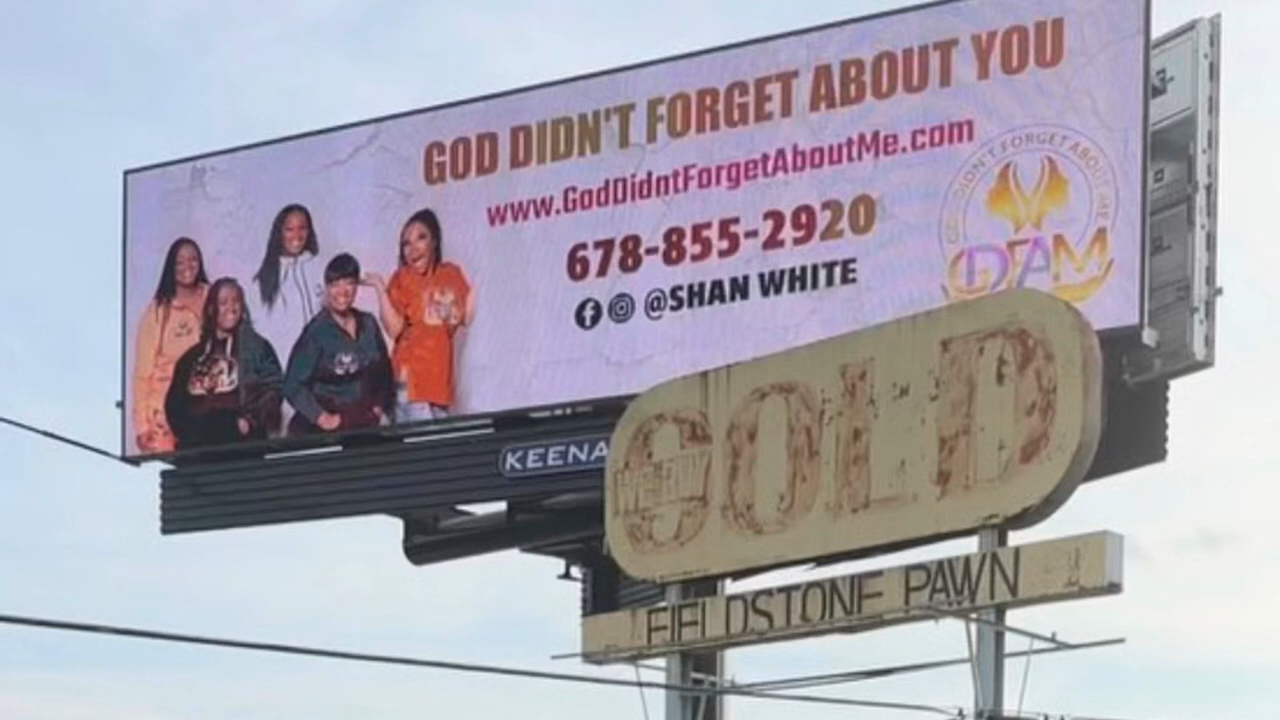 GOD DIDN'T FORGET ABOUT YOU
www.GodDidntForgetAboutMe.com
678-855-2920
@SHAN WHITE
GOD DIDN'T FORGET ABOUT ME
KEENA
GOLD
FIELDSTONE PAWN